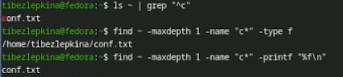 tibezlepkina@fedora:~$ ls ~ | grep "^c"
conf.txt
tibezlepkina@fedora:~$ find ~ -maxdepth 1 -name "c*" -type f
/home/tibezlepkina/conf.txt
tibezlepkina@fedora:~$ find ~ -maxdepth 1 -name "c*" -printf "%f\n"
conf.txt